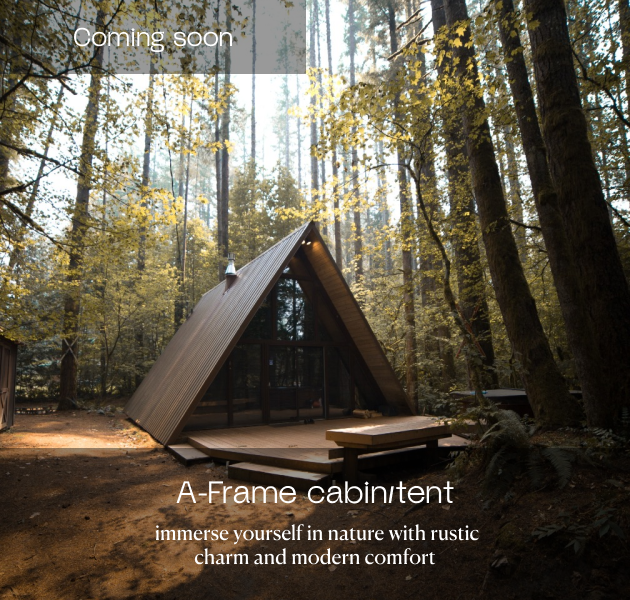 Coming soon
A-Frame cabin/tent
immerse yourself in nature with rustic
charm and modern comfort